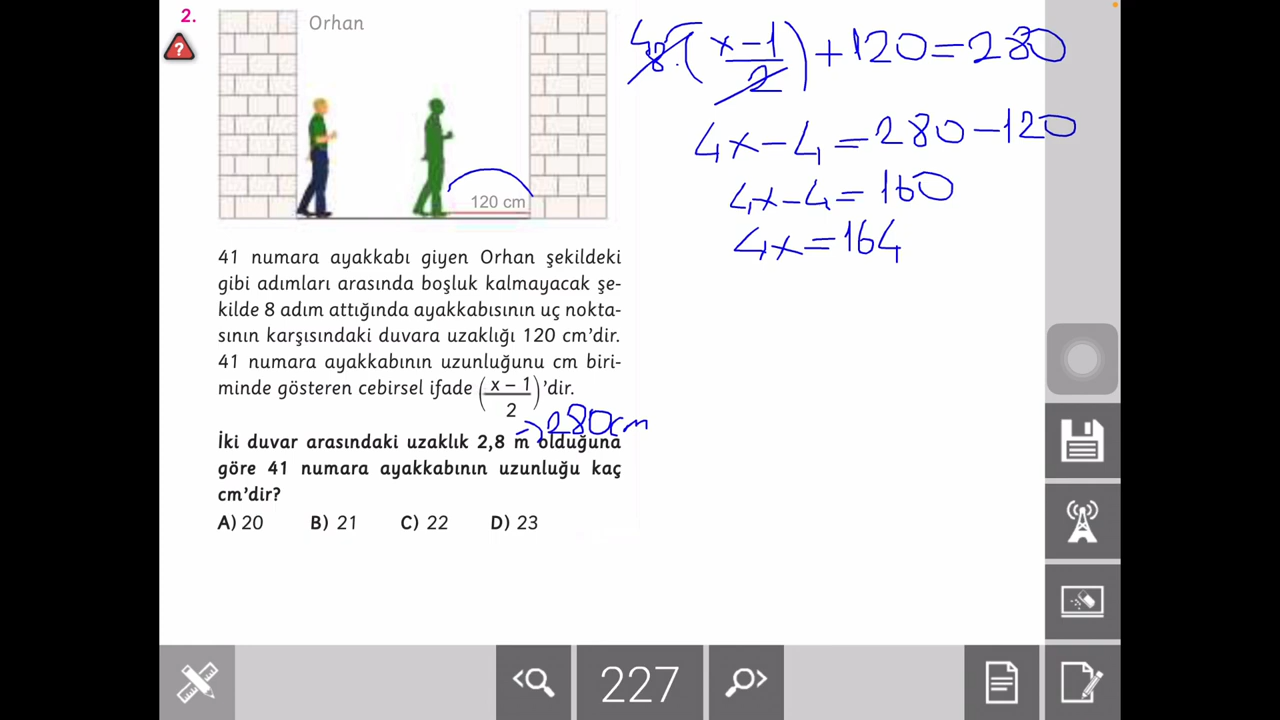 2.
?
Orhan
120 cm
41 numara ayakkabı giyen Orhan şekildeki
gibi adımları arasında boşluk kalmayacak şe-
kilde 8 adım attığında ayakkabısının uç nokta-
sının karşısındaki duvara uzaklığı 120 cm'dir.
41 numara ayakkabının uzunluğunu cm biri-
minde gösteren cebirsel ifade (x – 1 / 2)'dir.
⇒ 280cm
İki duvar arasındaki uzaklık 2,8 m olduğuna
göre 41 numara ayakkabının uzunluğu kaç
cm'dir?
A) 20 B) 21 C) 22 D) 23
4 8·(x-1 / 2) + 120 = 280
4x-4 = 280-120
4x-4 = 160
4x = 164
227